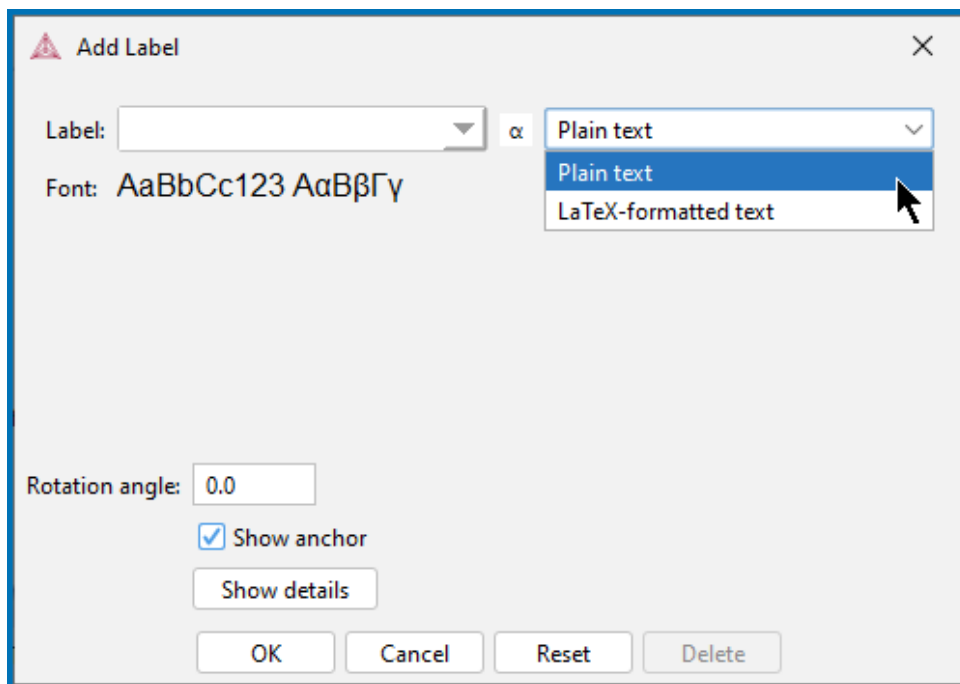 Add Label
Label: α Plain text
Plain text
Font: AaBbCc123 ΑαΒβΓγ
LaTeX-formatted text
Rotation angle: 0.0
Show anchor
Show details
OK Cancel Reset Delete